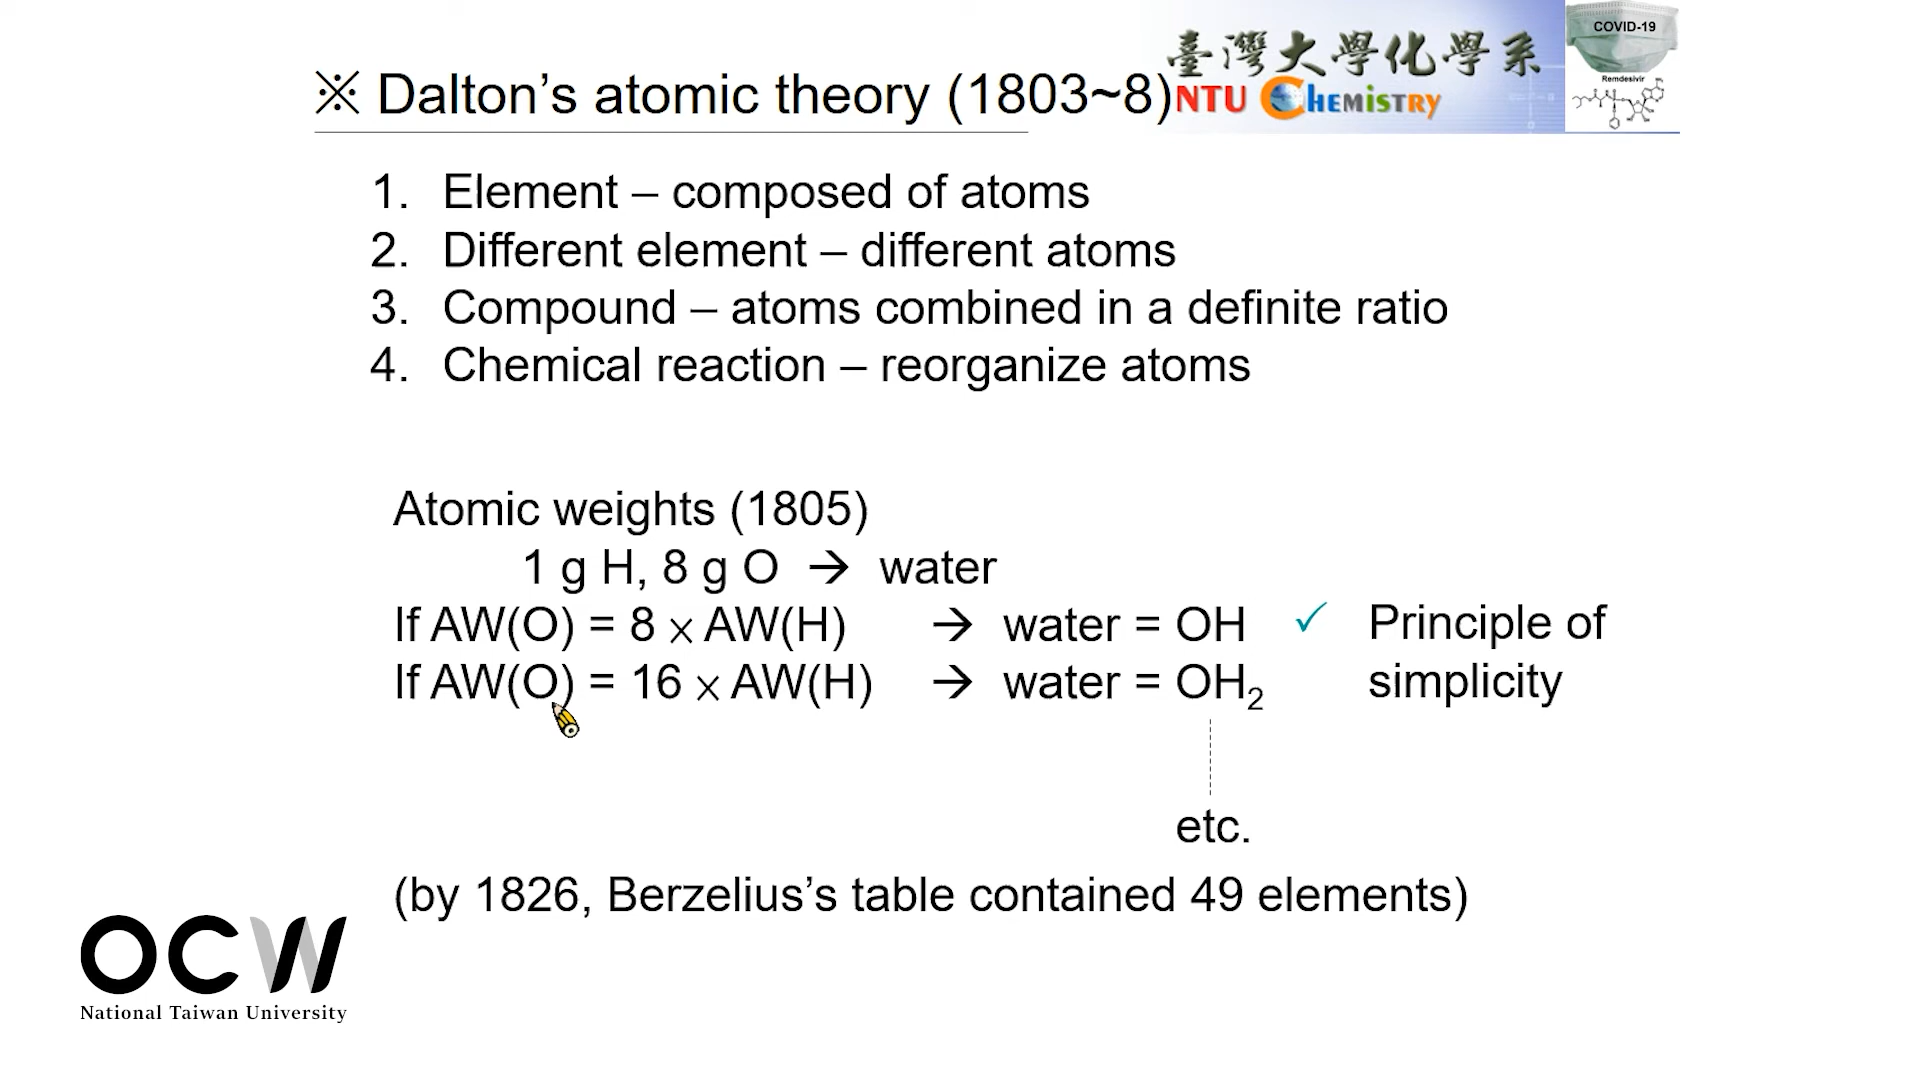 ※ Dalton’s atomic theory (1803~8)
臺灣大學化學系
NTU CHEMISTRY
COVID-19
Remdesivir
1. Element – composed of atoms
2. Different element – different atoms
3. Compound – atoms combined in a definite ratio
4. Chemical reaction – reorganize atoms
Atomic weights (1805)
1 g H, 8 g O → water
If AW(O) = 8 × AW(H) → water = OH ✓ Principle of
If AW(O) = 16 × AW(H) → water = OH₂ simplicity
etc.
(by 1826, Berzelius’s table contained 49 elements)
OCW
National Taiwan University